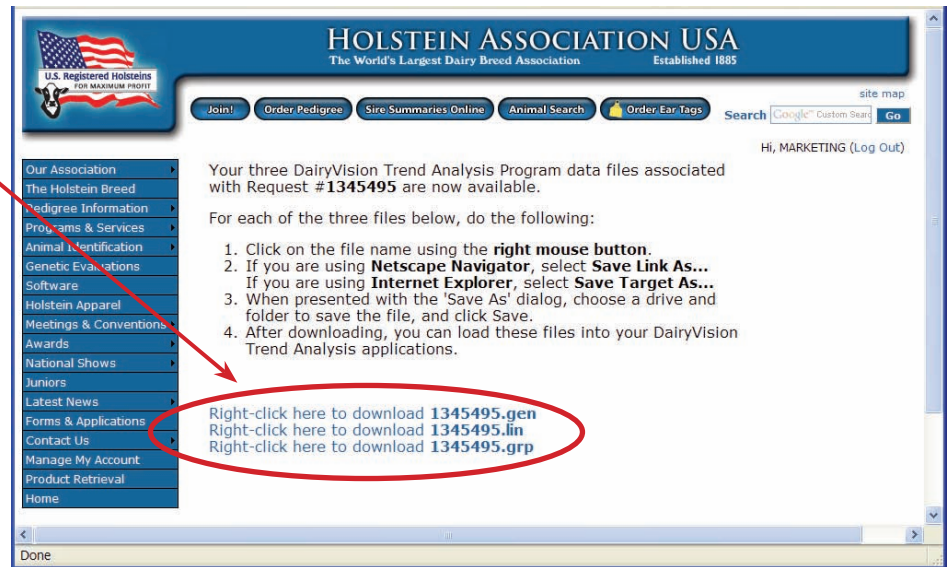 HOLSTEIN ASSOCIATION USA
The World's Largest Dairy Breed Association Established 1885
U.S. Registered Holsteins
FOR MAXIMUM PROFIT
site map
Join! Order Pedigree Sire Summaries Online Animal Search Order Ear Tags Search Google™ Custom Searc Go
Hi, MARKETING (Log Out)
Our Association
The Holstein Breed
Pedigree Information
Programs & Services
Animal Identification
Genetic Evaluations
Software
Holstein Apparel
Meetings & Conventions
Awards
National Shows
Juniors
Latest News
Forms & Applications
Contact Us
Manage My Account
Product Retrieval
Home
Your three DairyVision Trend Analysis Program data files associated
with Request #1345495 are now available.
For each of the three files below, do the following:
1. Click on the file name using the right mouse button.
2. If you are using Netscape Navigator, select Save Link As...
If you are using Internet Explorer, select Save Target As...
3. When presented with the 'Save As' dialog, choose a drive and
folder to save the file, and click Save.
4. After downloading, you can load these files into your DairyVision
Trend Analysis applications.
Right-click here to download 1345495.gen
Right-click here to download 1345495.lin
Right-click here to download 1345495.grp
Done